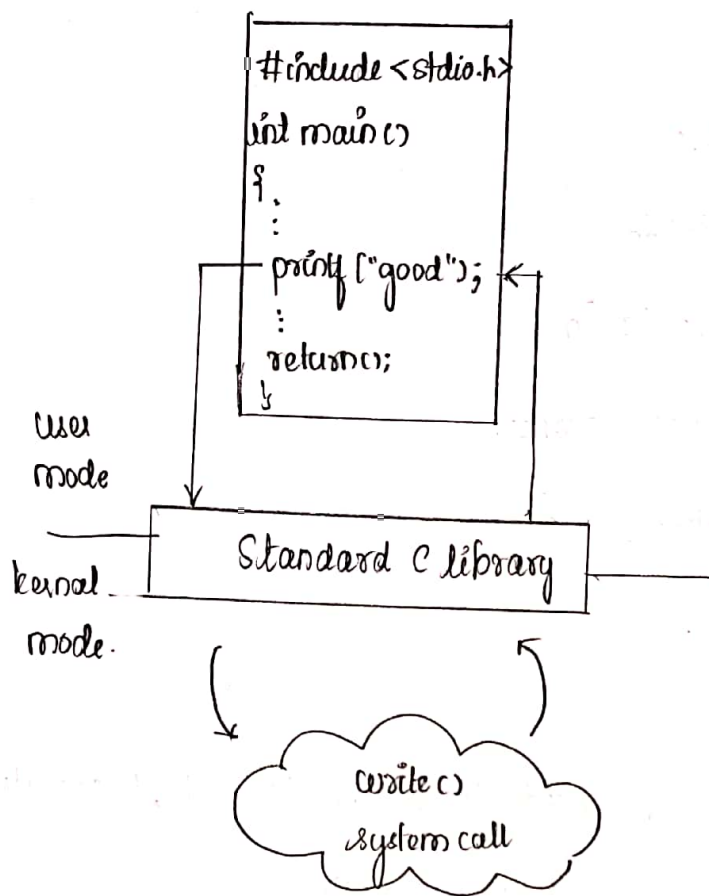 #include <stdio.h>
int main()
{
⋮
printf ("good");
⋮
return();
}
user
mode
Standard C library
kernal
mode.
write()
system call